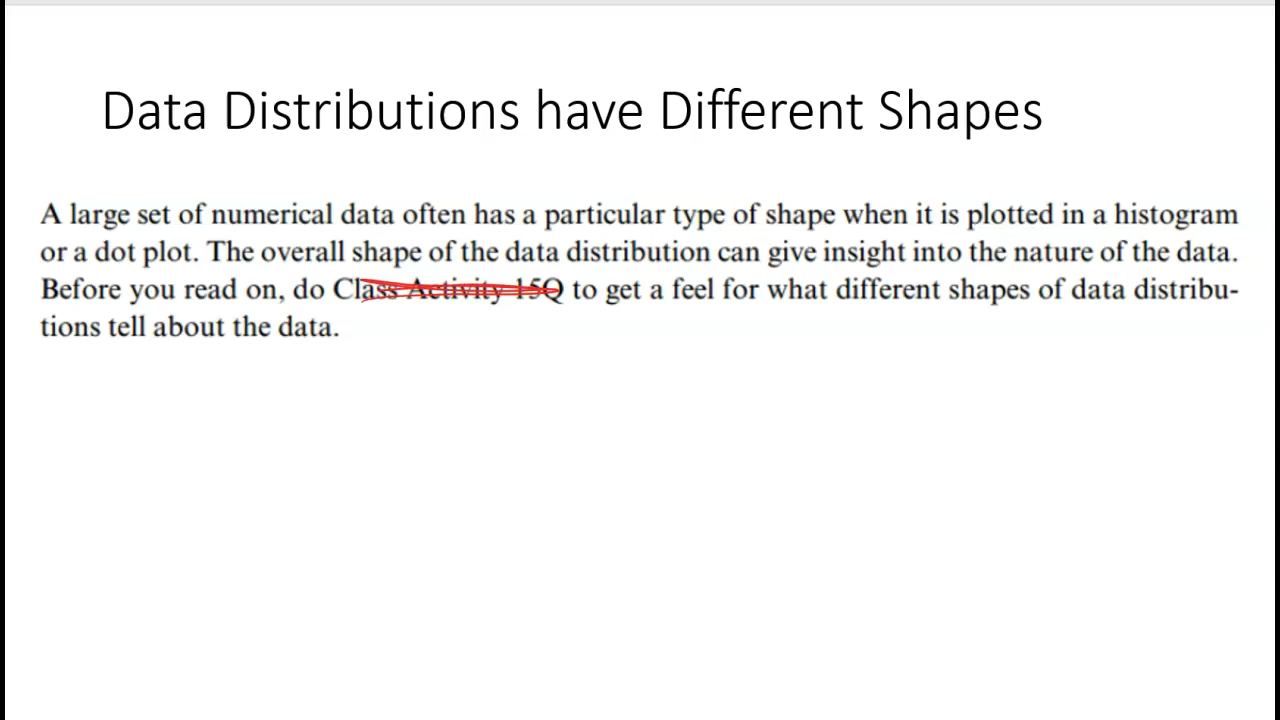 Data Distributions have Different Shapes
A large set of numerical data often has a particular type of shape when it is plotted in a histogram
or a dot plot. The overall shape of the data distribution can give insight into the nature of the data.
Before you read on, do Class Activity 15Q to get a feel for what different shapes of data distribu-
tions tell about the data.